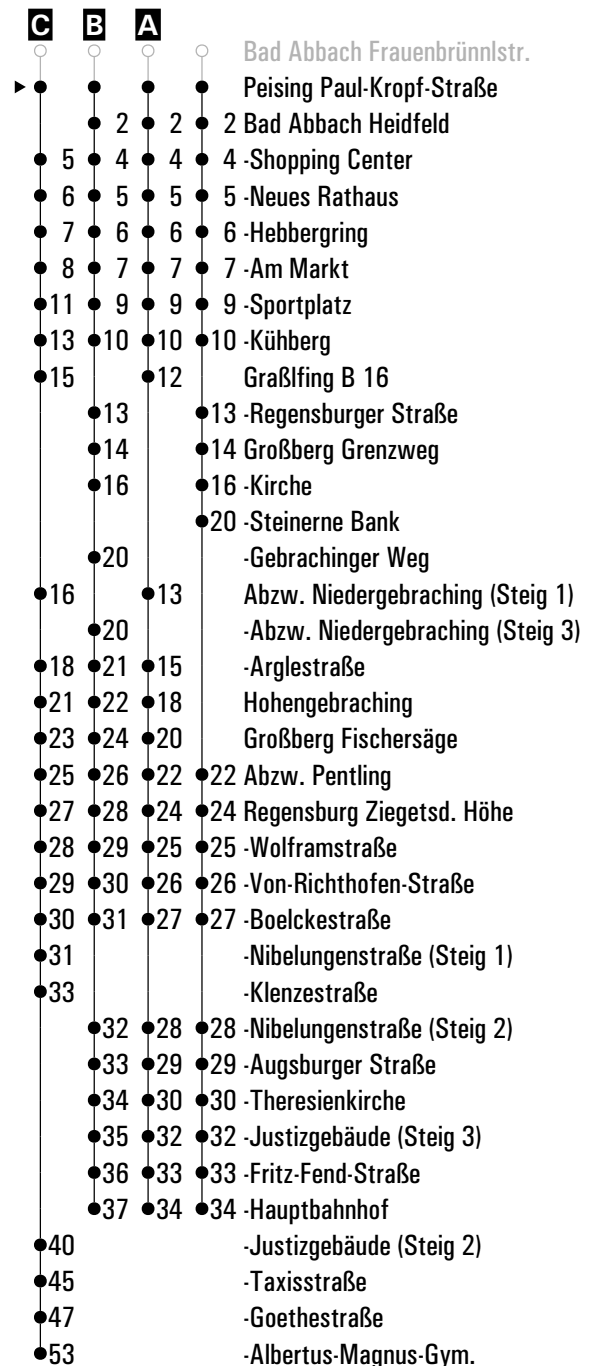 C B A
Bad Abbach Frauenbrünnlstr.
Peising Paul-Kropf-Straße
2 2 2 Bad Abbach Heidfeld
5 4 4 4 -Shopping Center
6 5 5 5 -Neues Rathaus
7 6 6 6 -Hebbergring
8 7 7 7 -Am Markt
11 9 9 9 -Sportplatz
13 10 10 10 -Kühberg
15 12 Graßlfing B 16
13 13 -Regensburger Straße
14 14 Großberg Grenzweg
16 16 -Kirche
20 -Steinerne Bank
20 -Gebrachinger Weg
16 13 Abzw. Niedergebraching (Steig 1)
20 -Abzw. Niedergebraching (Steig 3)
18 21 15 -Arglestraße
21 22 18 Hohengebraching
23 24 20 Großberg Fischersäge
25 26 22 22 Abzw. Pentling
27 28 24 24 Regensburg Ziegetsd. Höhe
28 29 25 25 -Wolframstraße
29 30 26 26 -Von-Richthofen-Straße
30 31 27 27 -Boelckestraße
31 -Nibelungenstraße (Steig 1)
33 -Klenzestraße
32 28 28 -Nibelungenstraße (Steig 2)
33 29 29 -Augsburger Straße
34 30 30 -Theresienkirche
35 32 32 -Justizgebäude (Steig 3)
36 33 33 -Fritz-Fend-Straße
37 34 34 -Hauptbahnhof
40 -Justizgebäude (Steig 2)
45 -Taxisstraße
47 -Goethestraße
53 -Albertus-Magnus-Gym.